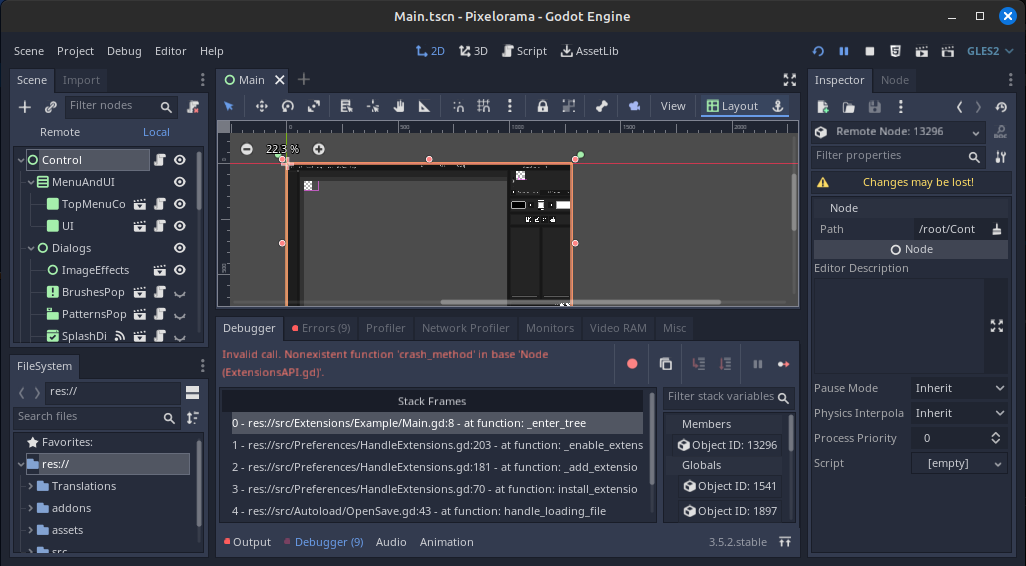 Main.tscn - Pixelorama - Godot Engine
Scene Project Debug Editor Help
2D 3D Script AssetLib
GLES2
Scene Import
Filter nodes
Remote Local
Control
MenuAndUI
TopMenuCo
UI
Dialogs
ImageEffects
BrushesPop
PatternsPop
SplashDi
FileSystem
res://
Search files
Favorites:
res://
Translations
addons
assets
src
Main
View Layout
0 500 1000 1500 2000
22.3 %
Debugger Errors (9) Profiler Network Profiler Monitors Video RAM Misc
Invalid call. Nonexistent function 'crash_method' in base 'Node
(ExtensionsAPI.gd)'.
Stack Frames
0 - res://src/Extensions/Example/Main.gd:8 - at function: _enter_tree
1 - res://src/Preferences/HandleExtensions.gd:203 - at function: _enable_extens
2 - res://src/Preferences/HandleExtensions.gd:181 - at function: _add_extensio
3 - res://src/Preferences/HandleExtensions.gd:70 - at function: install_extensio
4 - res://src/Autoload/OpenSave.gd:43 - at function: handle_loading_file
Filter stack variables
Members
Object ID: 13296
Globals
Object ID: 1541
Object ID: 1897
Output Debugger (9) Audio Animation
3.5.2.stable
Inspector Node
Remote Node: 13296
Filter properties
Changes may be lost!
Node
Path /root/Cont
Node
Editor Description
Pause Mode Inherit
Physics Interpola Inherit
Process Priority 0
Script [empty]